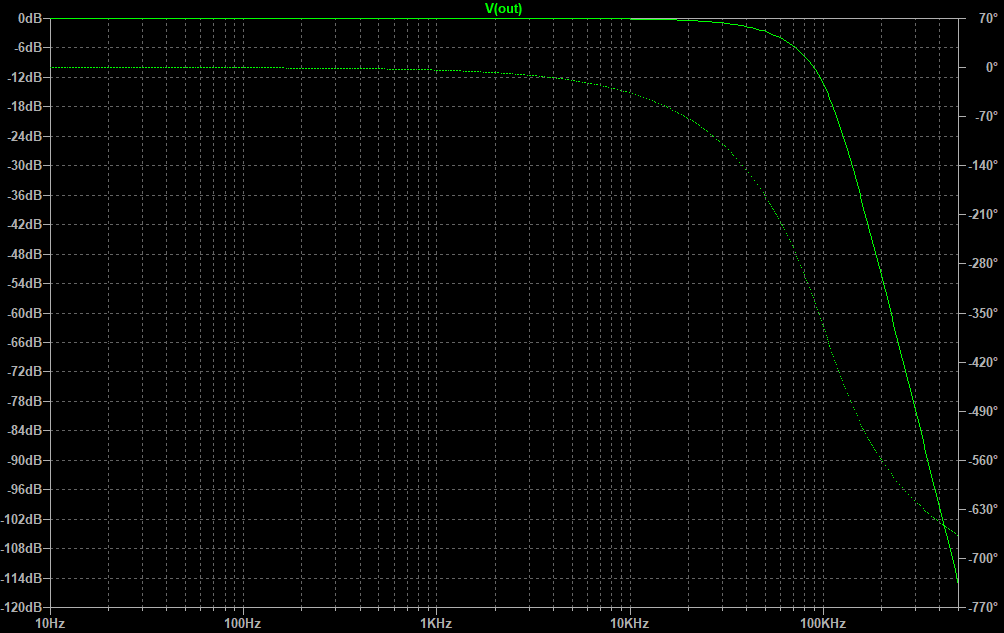 V(out)
0dB
-6dB
-12dB
-18dB
-24dB
-30dB
-36dB
-42dB
-48dB
-54dB
-60dB
-66dB
-72dB
-78dB
-84dB
-90dB
-96dB
-102dB
-108dB
-114dB
-120dB
70°
0°
-70°
-140°
-210°
-280°
-350°
-420°
-490°
-560°
-630°
-700°
-770°
10Hz 100Hz 1KHz 10KHz 100KHz